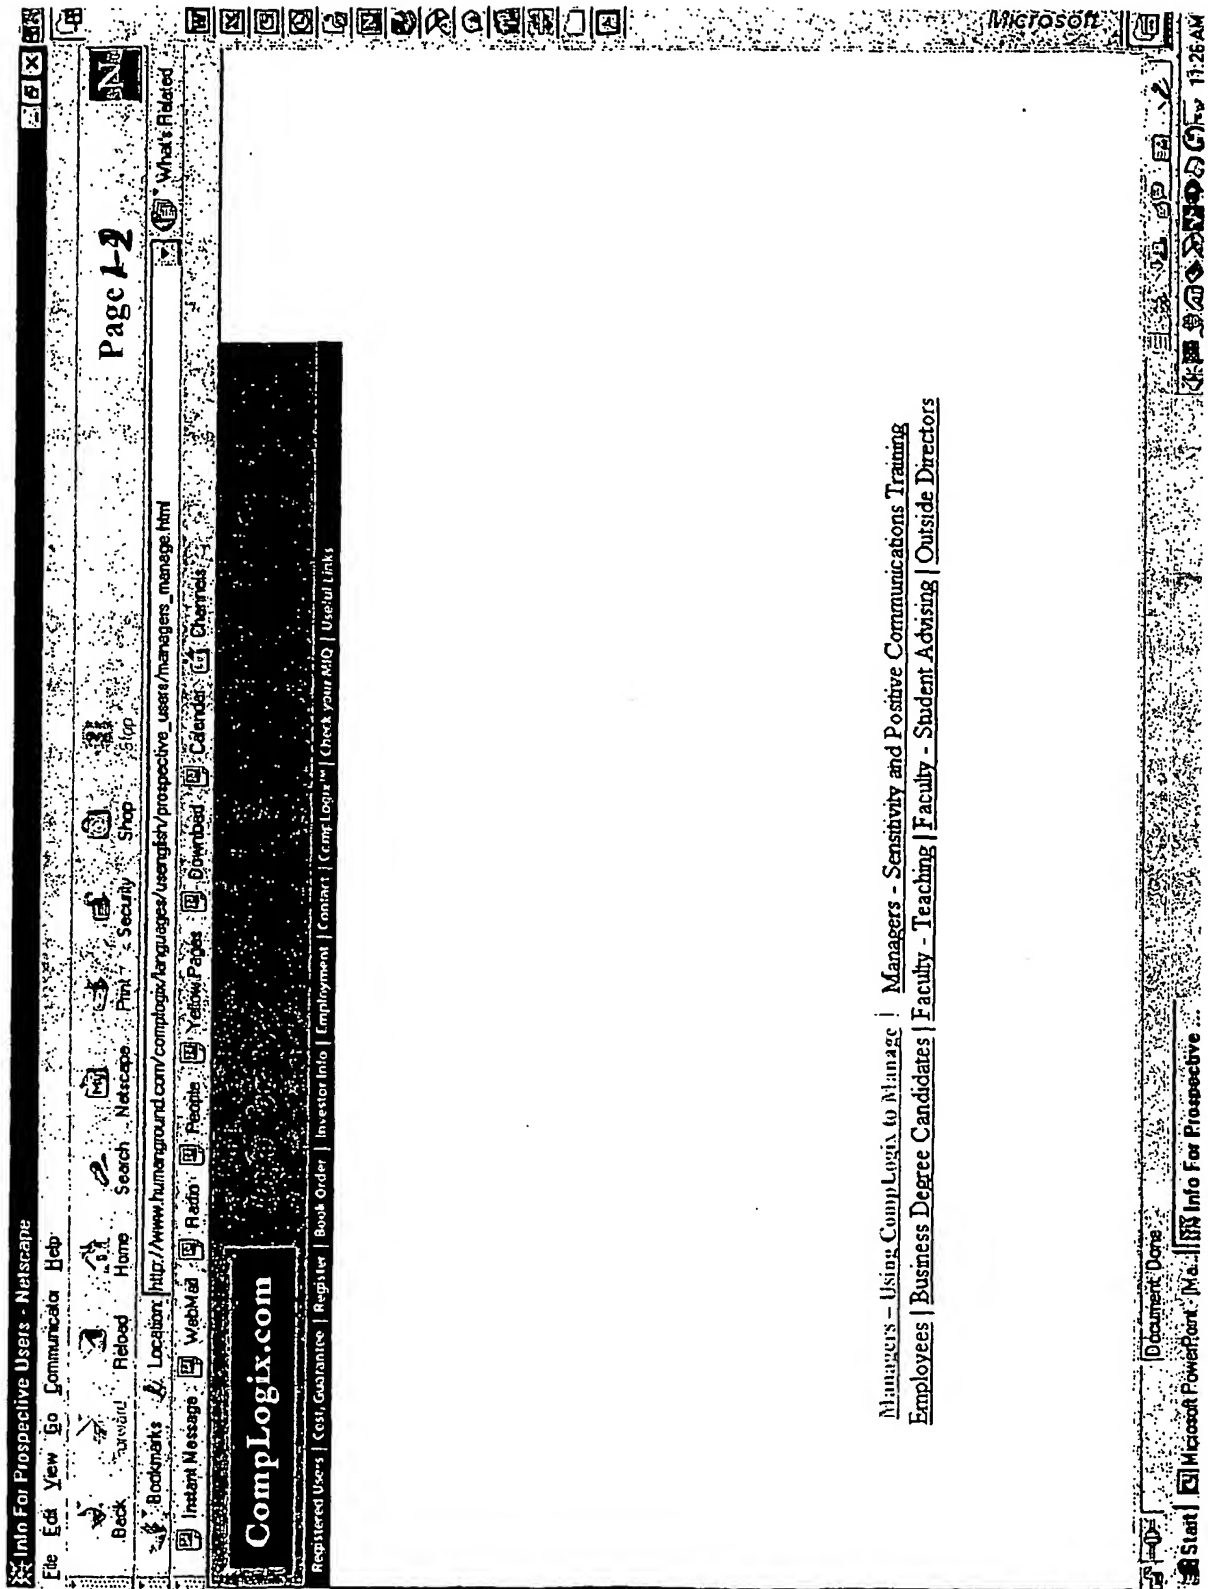 Info For Prospective Users - Netscape
File Edit View Go Communicator Help
Back Forward Reload Home Search Netscape Print Security Shop Stop
Page 1-2
Bookmarks Location: http://www.humanground.com/complogix/languages/usenglish/prospective_users/managers_manage.html What's Related
Instant Message WebMail Radio People Yellow Pages Download Calendar Channels
CompLogix.com
Registered Users | Cost, Guarantee | Register | Book Order | Investor Info | Employment | Contact | CompLogix™ | Check your MIQ | Useful Links
Managers – Using CompLogix to Manage | Managers - Sensitivity and Positive Communications Training
Employees | Business Degree Candidates | Faculty - Teaching | Faculty - Student Advising | Outside Directors
Document: Done
Start Microsoft PowerPoint - [Ma... Info For Prospective ... 11:26 AM
Microsoft